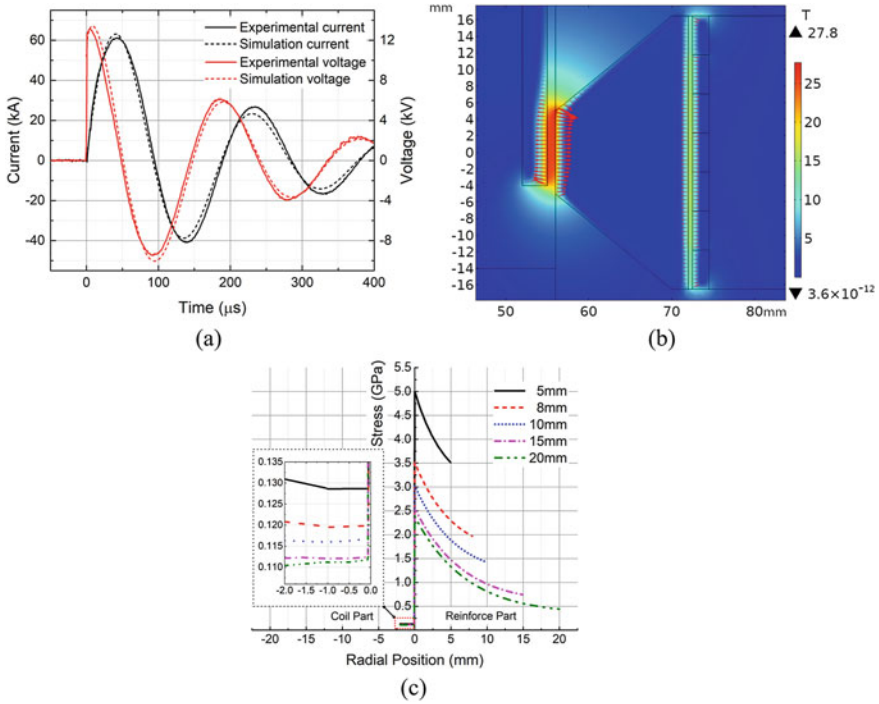 Experimental current
Simulation current
Experimental voltage
Simulation voltage
60
40
20
0
-20
-40
12
8
4
0
-4
-8
Current (kA)
Voltage (kV)
0 100 200 300 400
Time (μs)
(a)
mm
16
14
12
10
8
6
4
2
0
-2
-4
-6
-8
-10
-12
-14
-16
50 60 70 80mm
T
▲ 27.8
25
20
15
10
5
▼ 3.6×10⁻¹²
(b)
5.5
5.0
4.5
4.0
3.5
3.0
2.5
2.0
1.5
1.0
0.5
Stress (GPa)
5mm
8mm
10mm
15mm
20mm
0.135
0.130
0.125
0.120
0.115
0.110
-2.0 -1.5 -1.0 -0.5 0.0
Coil Part
Reinforce Part
-20 -15 -10 -5 0 5 10 15 20
Radial Position (mm)
(c)